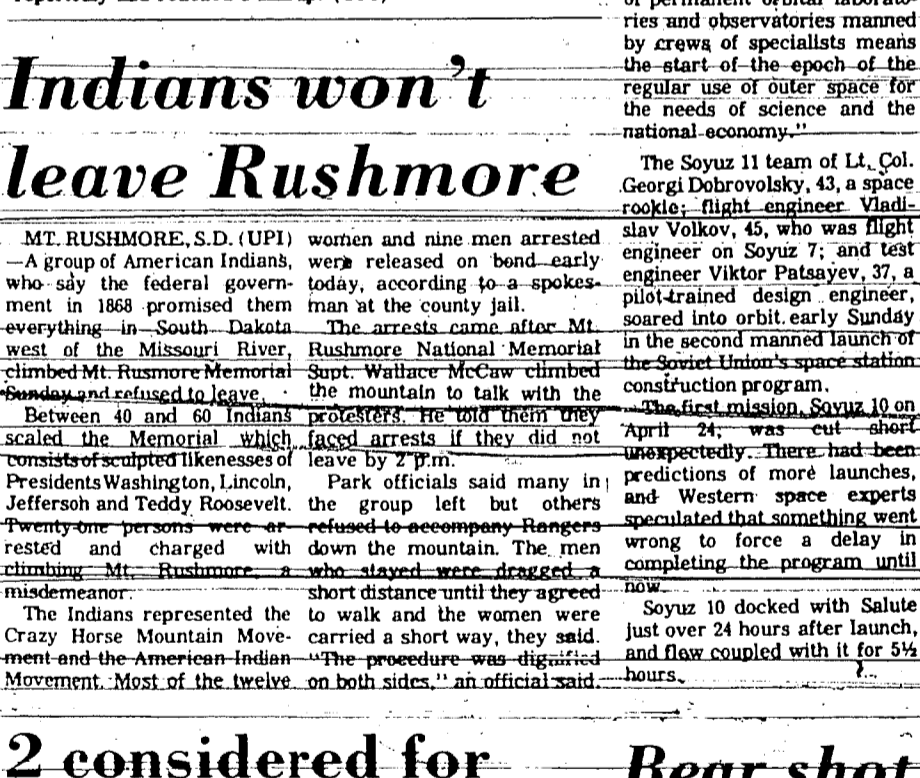 Indians won't
leave Rushmore
MT. RUSHMORE, S.D. (UPI)
—A group of American Indians,
who say the federal govern-
ment in 1868 promised them
everything in South Dakota
west of the Missouri River,
climbed Mt. Rusmore Memorial
Sunday and refused to leave.
Between 40 and 60 Indians
scaled the Memorial which
consists of sculpted likenesses of
Presidents Washington, Lincoln,
Jefferson and Teddy Roosevelt.
Twenty-one persons were ar-
rested and charged with
climbing Mt. Rushmore, a
misdemeanor.
The Indians represented the
Crazy Horse Mountain Move-
ment and the American Indian
Movement. Most of the twelve
women and nine men arrested
were released on bond early
today, according to a spokes-
man at the county jail.
The arrests came after Mt.
Rushmore National Memorial
Supt. Wallace McCaw climbed
the mountain to talk with the
protesters. He told them they
faced arrests if they did not
leave by 2 p.m.
Park officials said many in
the group left but others
refused to accompany Rangers
down the mountain. The men
who stayed were dragged a
short distance until they agreed
to walk and the women were
carried a short way, they said.
"The procedure was dignified
on both sides," an official said.
of permanent orbital laborato-
ries and observatories manned
by crews of specialists means
the start of the epoch of the
regular use of outer space for
the needs of science and the
national economy."
The Soyuz 11 team of Lt. Col.
Georgi Dobrovolsky, 43, a space
rookie; flight engineer Vladi-
slav Volkov, 45, who was flight
engineer on Soyuz 7; and test
engineer Viktor Patsayev, 37, a
pilot-trained design engineer,
soared into orbit early Sunday
in the second manned launch of
the Soviet Union's space station
construction program.
The first mission, Soyuz 10 on
April 24, was cut short
unexpectedly. There had been
predictions of more launches,
and Western space experts
speculated that something went
wrong to force a delay in
completing the program until
now.
Soyuz 10 docked with Salute
just over 24 hours after launch,
and flew coupled with it for 5½
hours.
2 considered for
Rear shot